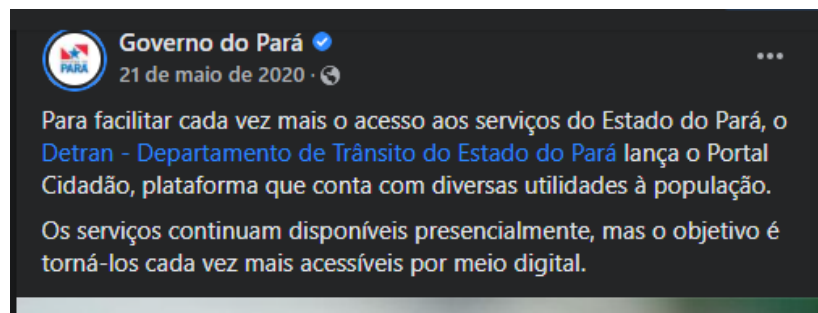 Governo do Pará
21 de maio de 2020 ·
PARÁ
Para facilitar cada vez mais o acesso aos serviços do Estado do Pará, o
Detran - Departamento de Trânsito do Estado do Pará lança o Portal
Cidadão, plataforma que conta com diversas utilidades à população.
Os serviços continuam disponíveis presencialmente, mas o objetivo é
torná-los cada vez mais acessíveis por meio digital.